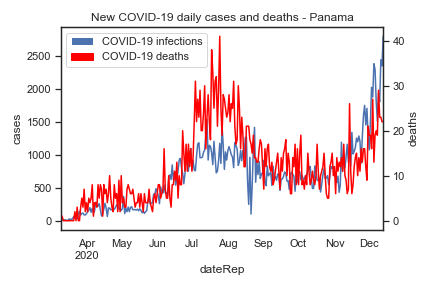 New COVID-19 daily cases and deaths - Panama
COVID-19 infections
COVID-19 deaths
cases
2500
2000
1500
1000
500
0
deaths
40
30
20
10
0
Apr May Jun Jul Aug Sep Oct Nov Dec
2020
dateRep